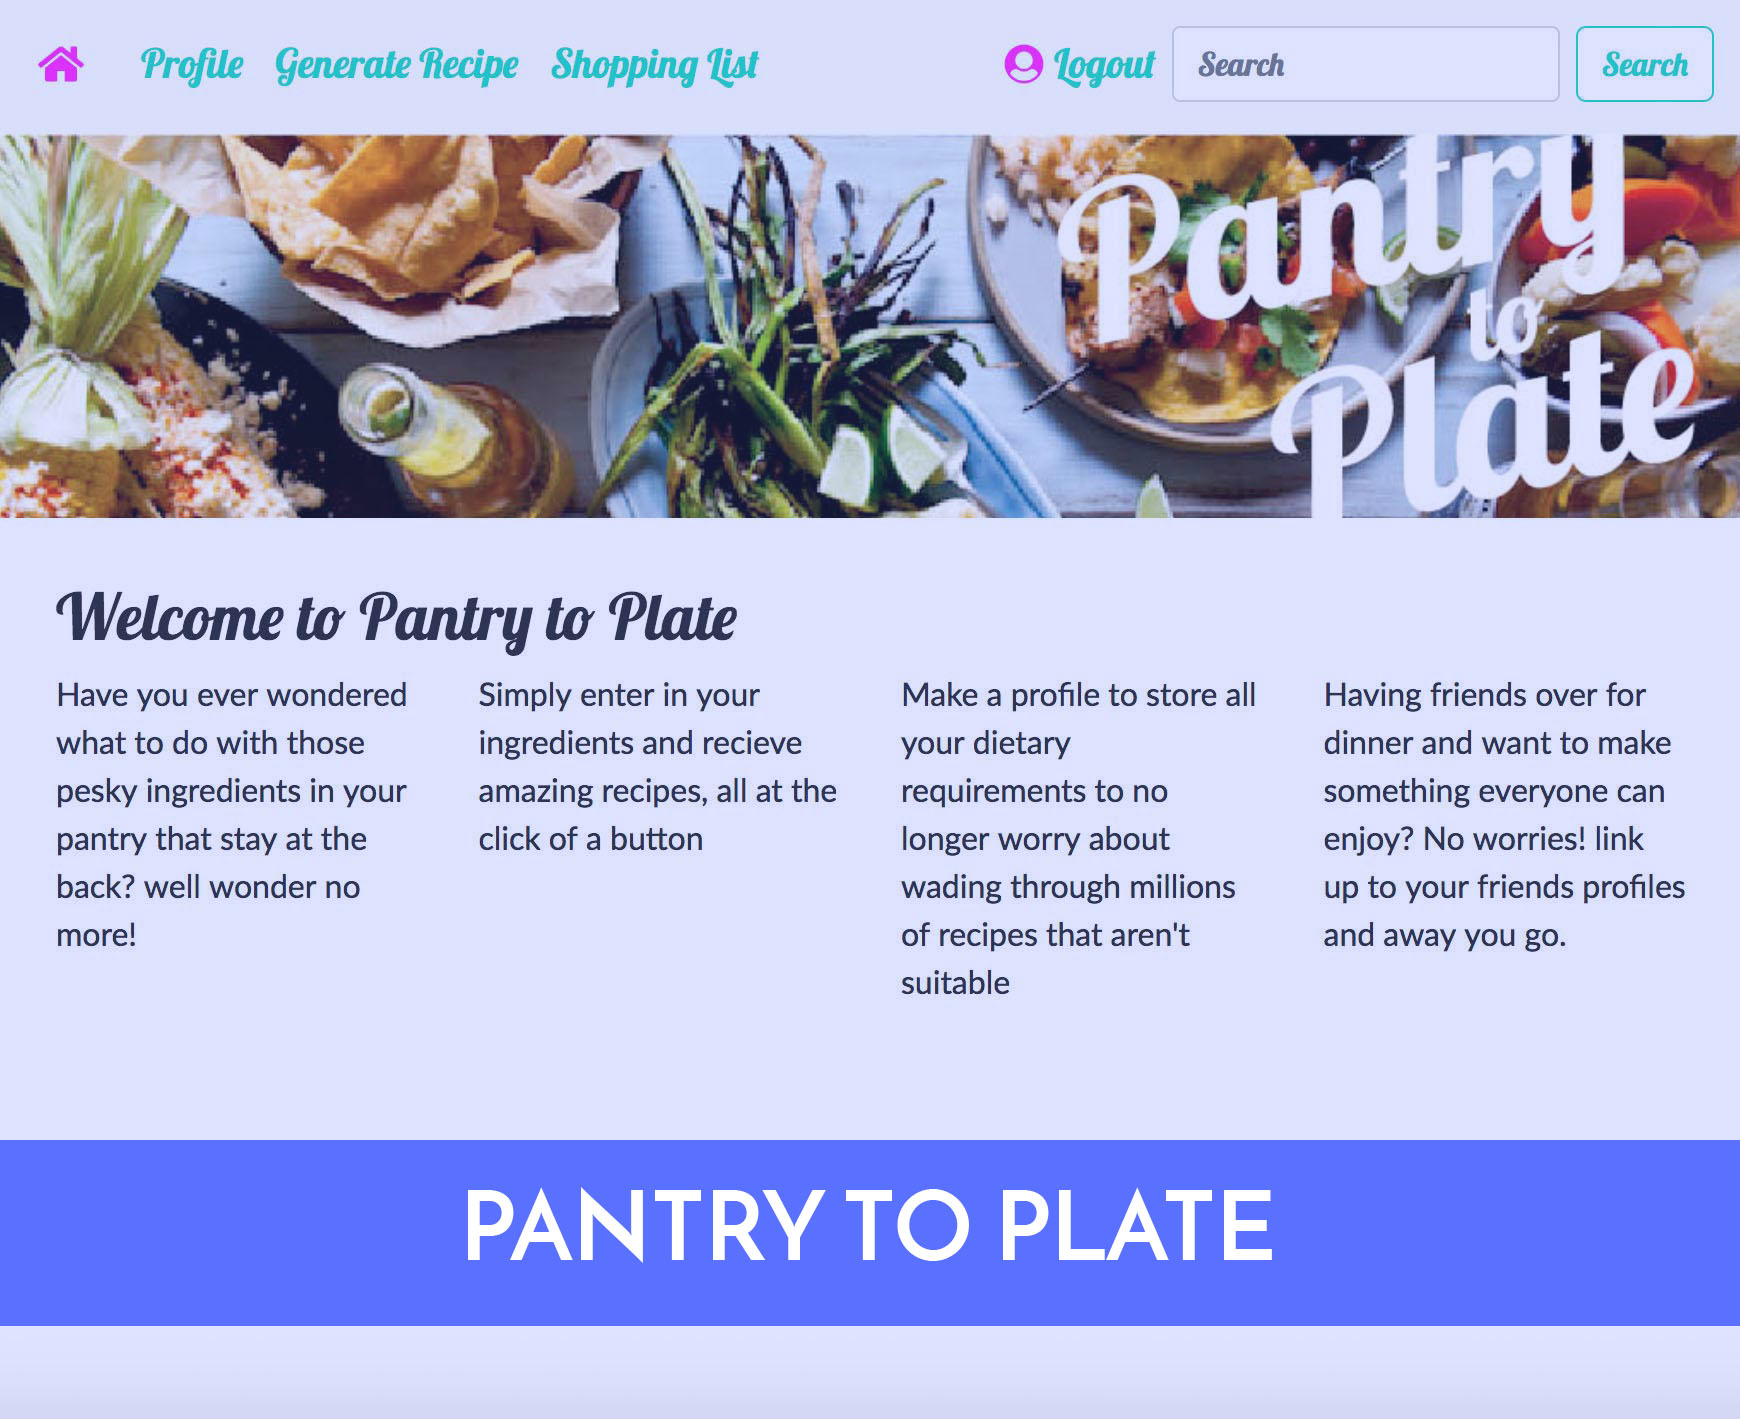 Profile Generate Recipe Shopping List Logout Search Search
Pantry
to
Plate
Welcome to Pantry to Plate
Have you ever wondered
what to do with those
pesky ingredients in your
pantry that stay at the
back? well wonder no
more!
Simply enter in your
ingredients and recieve
amazing recipes, all at the
click of a button
Make a profile to store all
your dietary
requirements to no
longer worry about
wading through millions
of recipes that aren't
suitable
Having friends over for
dinner and want to make
something everyone can
enjoy? No worries! link
up to your friends profiles
and away you go.
PANTRY TO PLATE